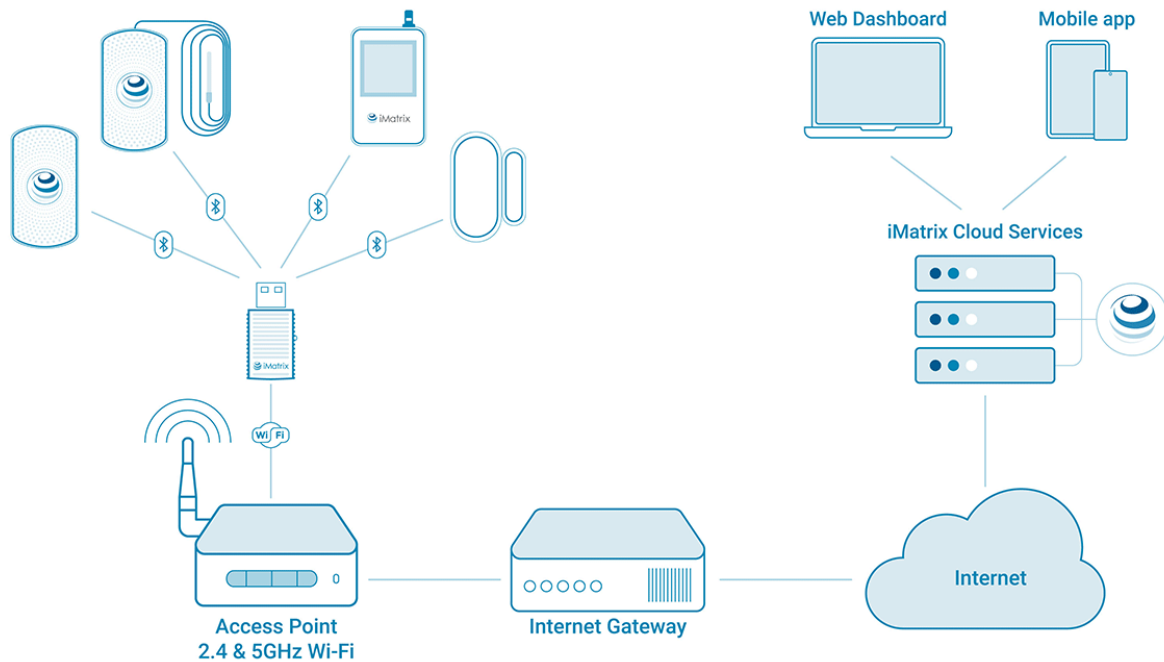 Web Dashboard
Mobile app
iMatrix
iMatrix Cloud Services
iMatrix
Wi Fi
Internet
Access Point
2.4 & 5GHz Wi-Fi
Internet Gateway